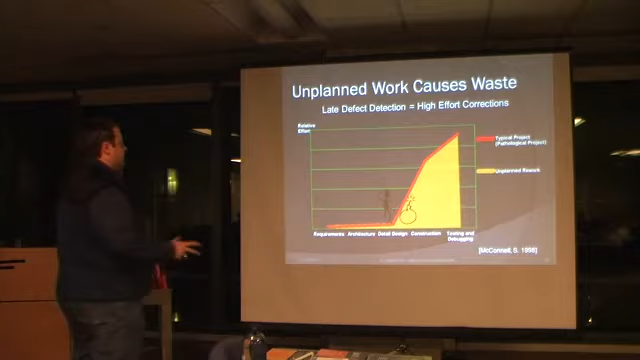 Unplanned Work Causes Waste
Late Defect Detection = High Effort Corrections
Relative
Effort
Typical Project
(Pathological Project)
Unplanned Rework
Requirements Architecture Detail Design Construction Testing and
Debugging
[McConnell, S. 1998]